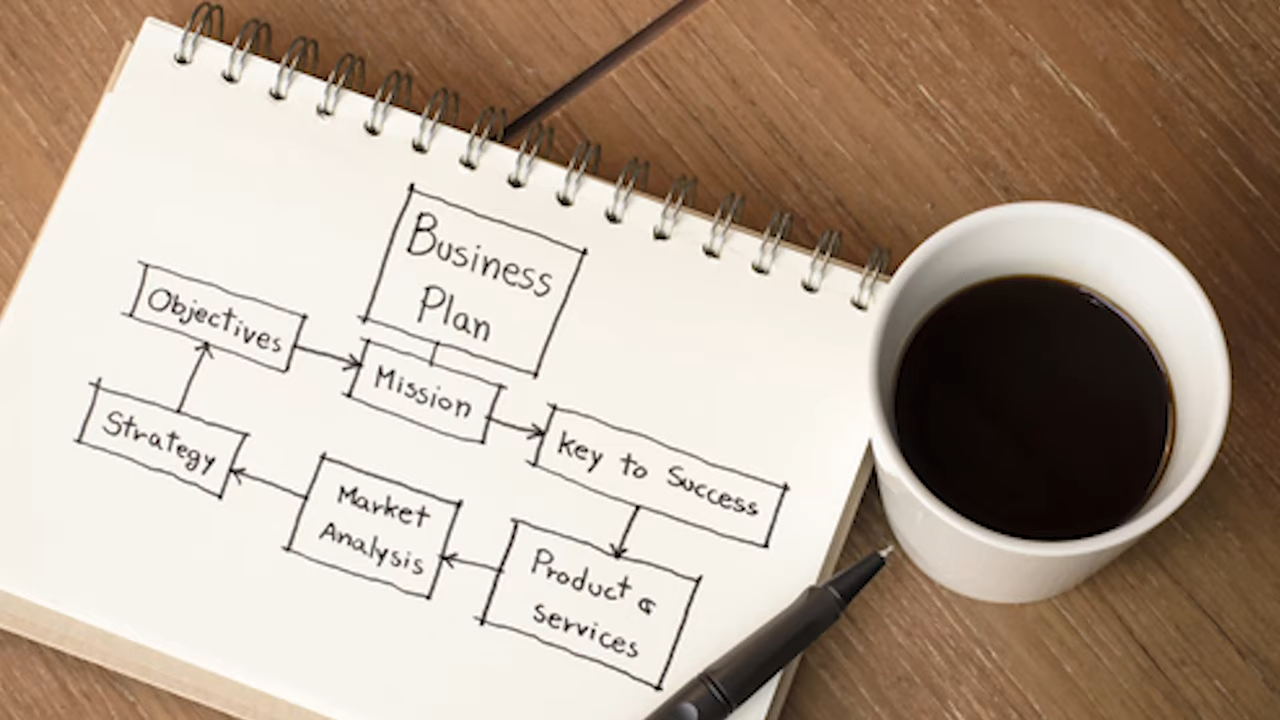 Business
Plan
Objectives
Mission
Key to Success
Strategy
Market
Analysis
Product &
services